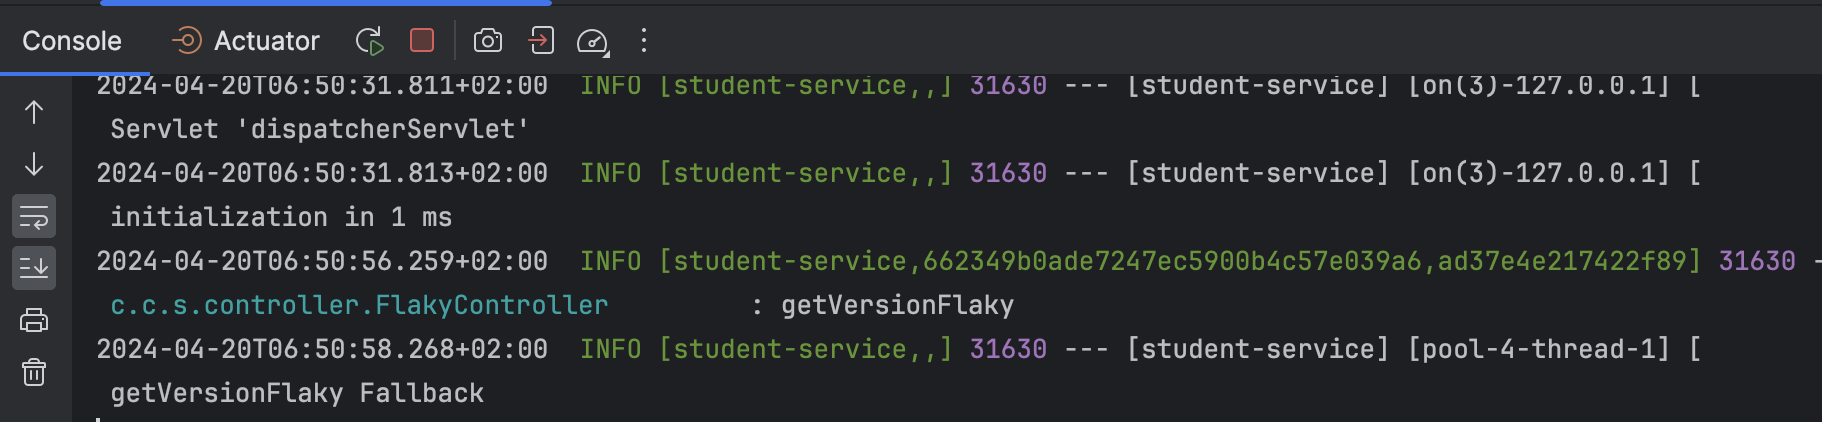 Console Actuator
2024-04-20T06:50:31.811+02:00  INFO [student-service,,] 31630 --- [student-service] [on(3)-127.0.0.1] [
Servlet 'dispatcherServlet'
2024-04-20T06:50:31.813+02:00  INFO [student-service,,] 31630 --- [student-service] [on(3)-127.0.0.1] [
initialization in 1 ms
2024-04-20T06:50:56.259+02:00  INFO [student-service,662349b0ade7247ec5900b4c57e039a6,ad37e4e217422f89] 31630 -
c.c.s.controller.FlakyController         : getVersionFlaky
2024-04-20T06:50:58.268+02:00  INFO [student-service,,] 31630 --- [student-service] [pool-4-thread-1] [
getVersionFlaky Fallback